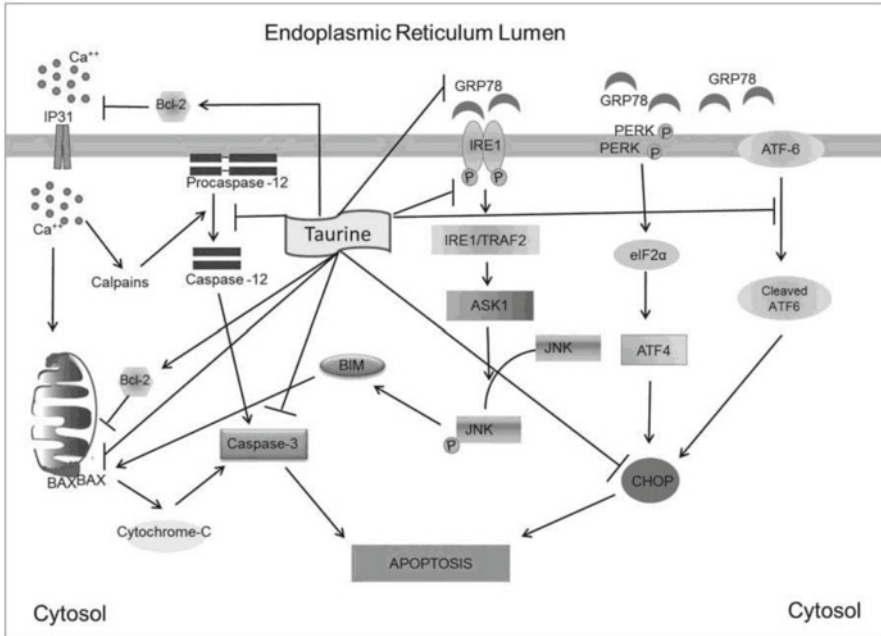 Endoplasmic Reticulum Lumen
Ca++
Bcl-2
IP31
GRP78
GRP78
GRP78
IRE1
P
P
PERK
P
PERK
P
ATF-6
Procaspase -12
Ca++
Calpains
Caspase -12
Taurine
IRE1/TRAF2
eIF2α
ASK1
Cleaved
ATF6
JNK
ATF4
Bcl-2
BIM
JNK
P
Caspase-3
BAX
BAX
CHOP
Cytochrome-C
APOPTOSIS
Cytosol
Cytosol